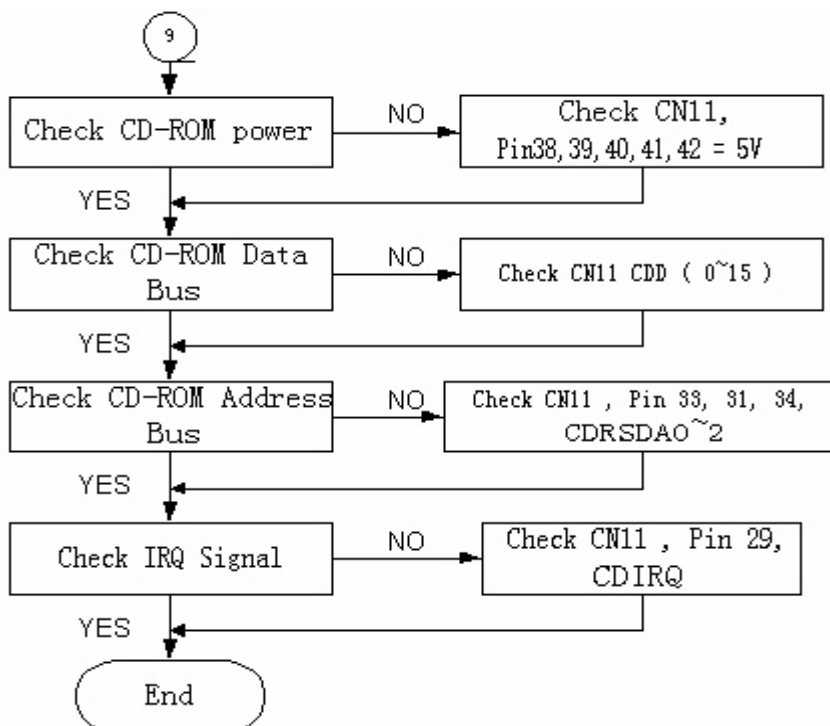 9
Check CD-ROM power
NO
Check CN11,
Pin38,39,40,41,42 = 5V
YES
Check CD-ROM Data
Bus
NO
Check CN11 CDD ( 0~15 )
YES
Check CD-ROM Address
Bus
NO
Check CN11 , Pin 33, 31, 34,
CDRSDA0~2
YES
Check IRQ Signal
NO
Check CN11 , Pin 29,
CDIRQ
YES
End